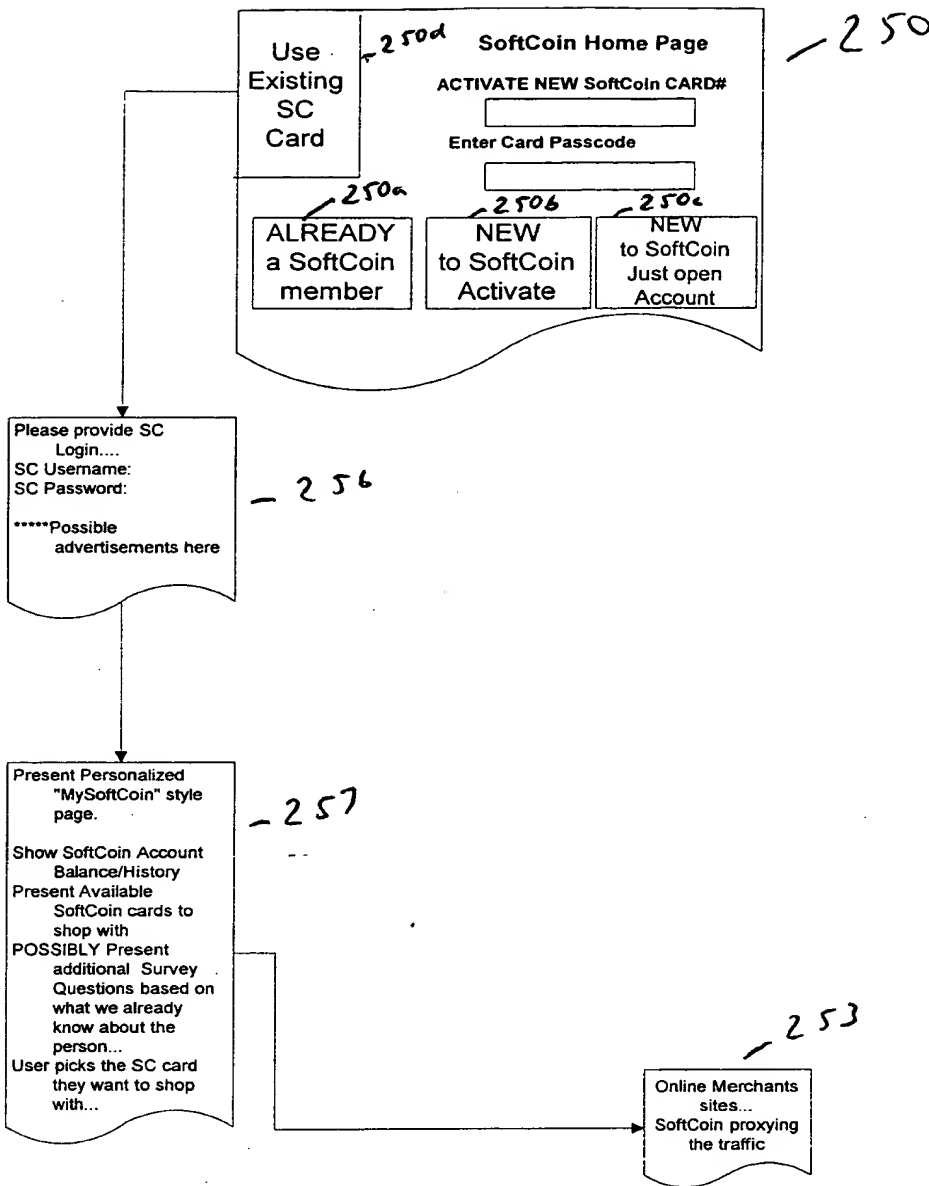 Use
Existing
SC
Card
250d
SoftCoin Home Page
250
ACTIVATE NEW SoftCoin CARD#
Enter Card Passcode
250a
250b
250c
ALREADY
a SoftCoin
member
NEW
to SoftCoin
Activate
NEW
to SoftCoin
Just open
Account
Please provide SC
Login....
SC Username:
SC Password:
*****Possible
advertisements here
256
Present Personalized
"MySoftCoin" style
page.
Show SoftCoin Account
Balance/History
Present Available
SoftCoin cards to
shop with
POSSIBLY Present
additional Survey
Questions based on
what we already
know about the
person...
User picks the SC card
they want to shop
with...
257
253
Online Merchants
sites...
SoftCoin proxying
the traffic